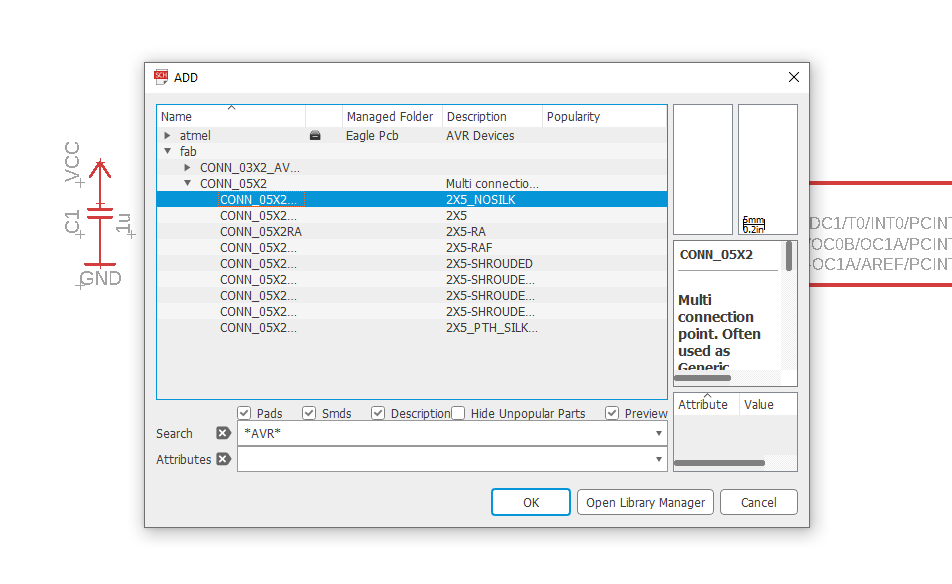 ADD
Name Managed Folder Description Popularity
atmel Eagle Pcb AVR Devices
fab
CONN_03X2_AV...
CONN_05X2 Multi connectio...
CONN_05X2... 2X5_NOSILK
CONN_05X2... 2X5
CONN_05X2RA 2X5-RA
CONN_05X2... 2X5-RAF
CONN_05X2... 2X5-SHROUDED
CONN_05X2... 2X5-SHROUDE...
CONN_05X2... 2X5-SHROUDE...
CONN_05X2... 2X5-SHROUDE...
CONN_05X2... 2X5_PTH_SILK...
Pads Smds Description Hide Unpopular Parts Preview
Search *AVR*
Attributes
OK Open Library Manager Cancel
5mm
0.2in
CONN_05X2
Multi
connection
point. Often
used as
Generic
Attribute Value
VCC
C1
1u
GND
DC1/T0/INT0/PCINT
OC0B/OC1A/PCINT
OC1A/AREF/PCINT
SCH